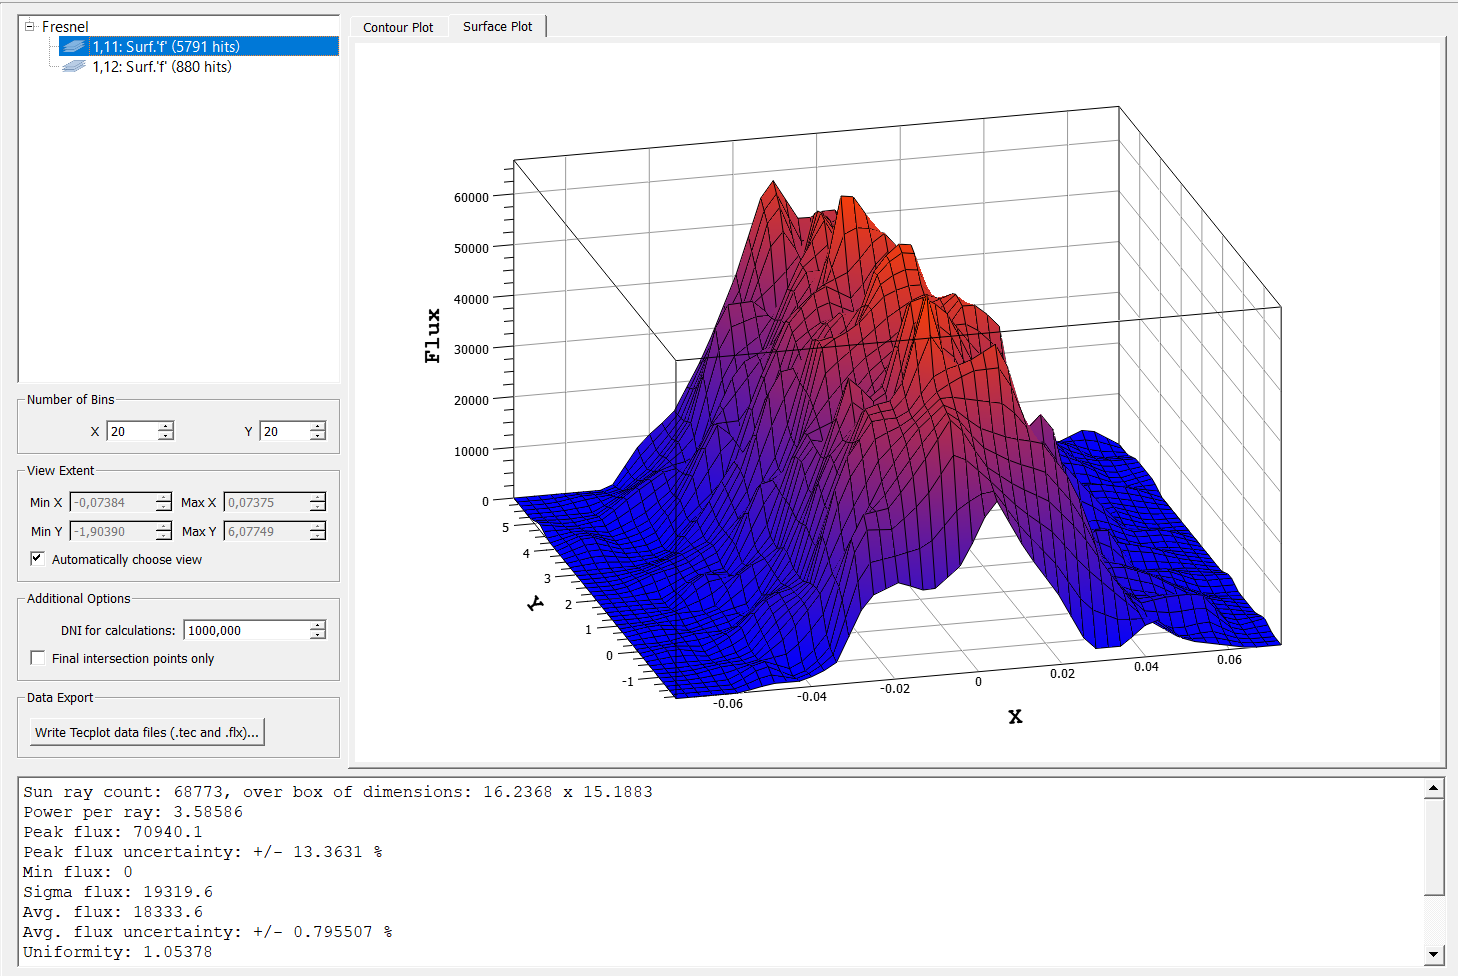 Fresnel
1,11: Surf.'f' (5791 hits)
1,12: Surf.'f' (880 hits)
Number of Bins
X 20 Y 20
View Extent
Min X -0,07384 Max X 0,07375
Min Y -1,90390 Max Y 6,07749
Automatically choose view
Additional Options
DNI for calculations: 1000,000
Final intersection points only
Data Export
Write Tecplot data files (.tec and .flx)...
Contour Plot Surface Plot
60000
50000
40000
30000
20000
10000
0
Flux
5
4
3
2
1
0
-1
Y
-0.06
-0.04
-0.02
0
0.02
0.04
0.06
X
Sun ray count: 68773, over box of dimensions: 16.2368 x 15.1883
Power per ray: 3.58586
Peak flux: 70940.1
Peak flux uncertainty: +/- 13.3631 %
Min flux: 0
Sigma flux: 19319.6
Avg. flux: 18333.6
Avg. flux uncertainty: +/- 0.795507 %
Uniformity: 1.05378